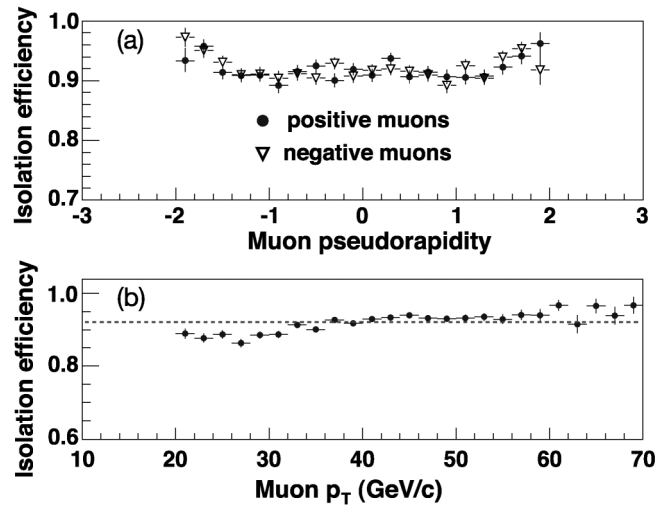 (a)
Isolation efficiency
1.0
0.9
0.8
0.7
positive muons
negative muons
-3 -2 -1 0 1 2 3
Muon pseudorapidity
(b)
Isolation efficiency
1.0
0.8
0.6
10 20 30 40 50 60 70
Muon pT (GeV/c)